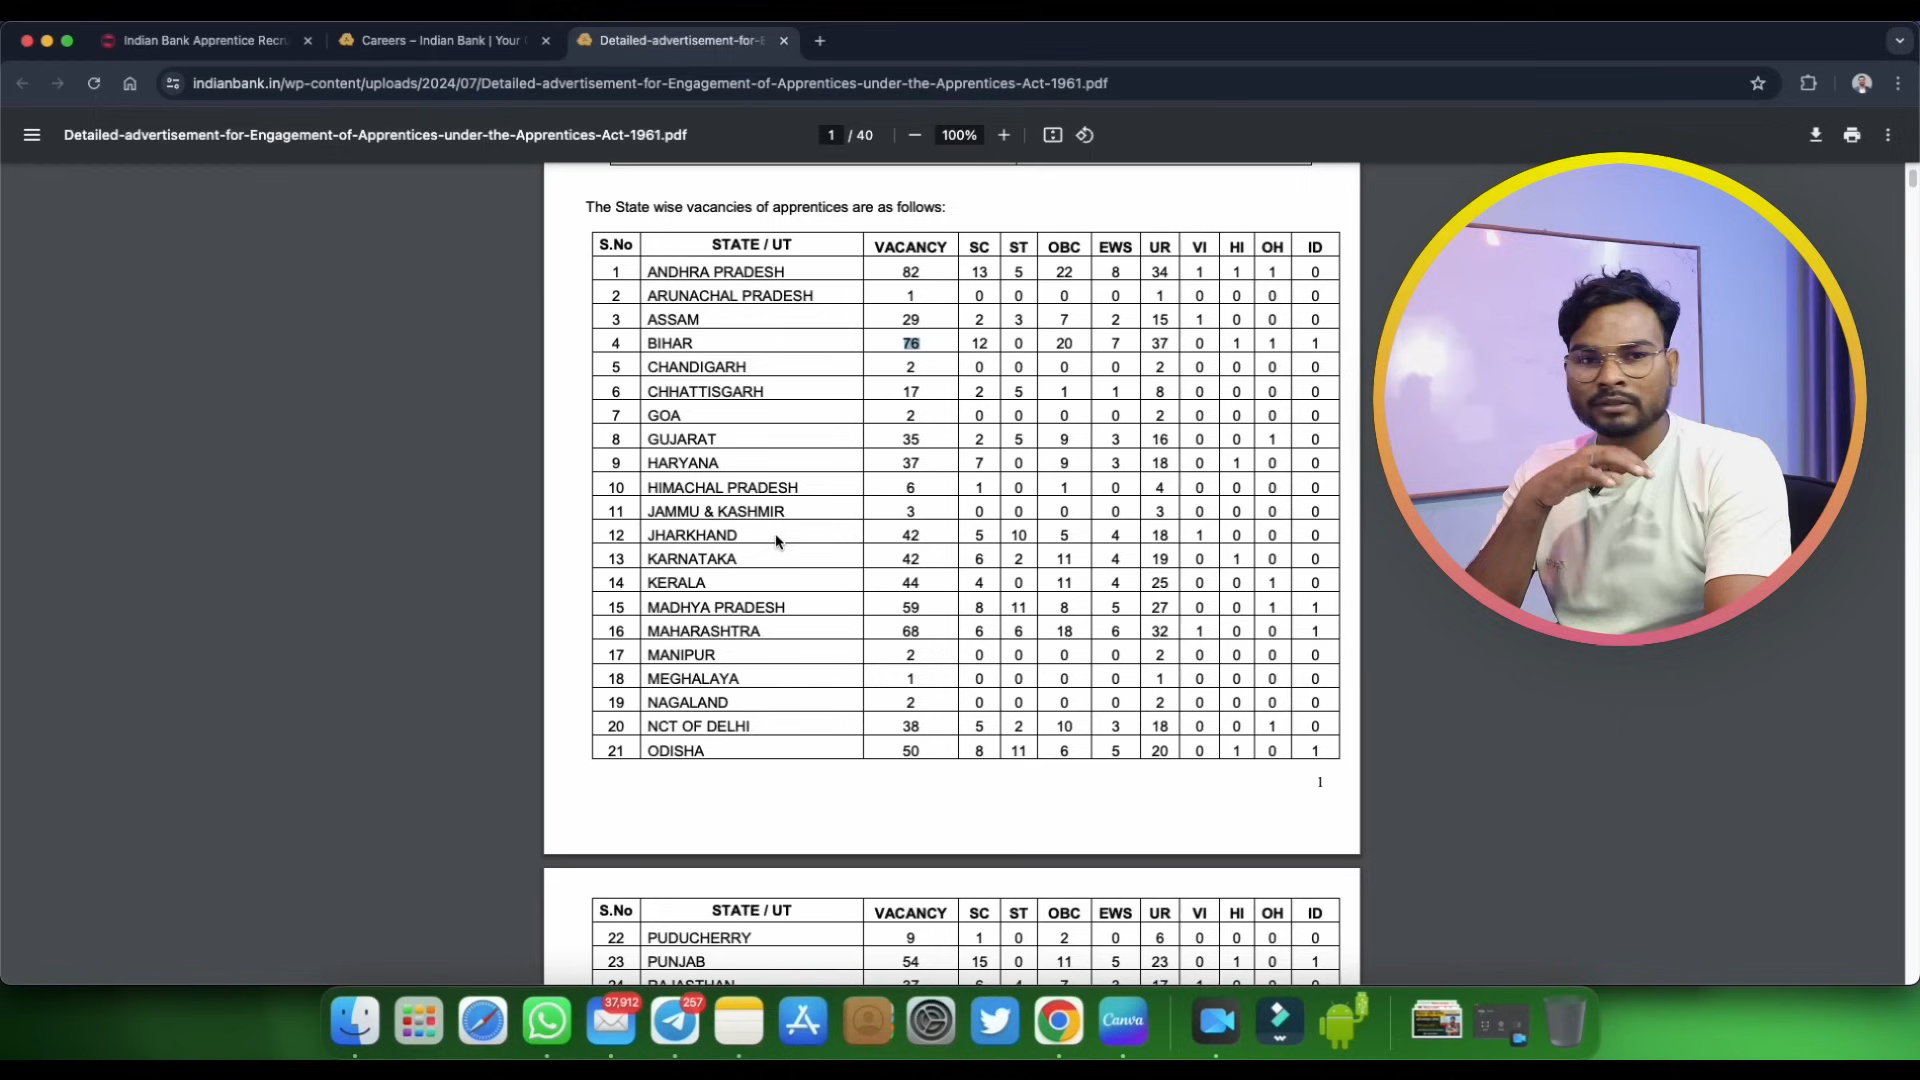 Indian Bank Apprentice Recru
Careers – Indian Bank | Your
Detailed-advertisement-for-E
indianbank.in/wp-content/uploads/2024/07/Detailed-advertisement-for-Engagement-of-Apprentices-under-the-Apprentices-Act-1961.pdf
Detailed-advertisement-for-Engagement-of-Apprentices-under-the-Apprentices-Act-1961.pdf 1 / 40 100%
The State wise vacancies of apprentices are as follows:
S.No STATE / UT VACANCY SC ST OBC EWS UR VI HI OH ID
1 ANDHRA PRADESH 82 13 5 22 8 34 1 1 1 0
2 ARUNACHAL PRADESH 1 0 0 0 0 1 0 0 0 0
3 ASSAM 29 2 3 7 2 15 1 0 0 0
4 BIHAR 76 12 0 20 7 37 0 1 1 1
5 CHANDIGARH 2 0 0 0 0 2 0 0 0 0
6 CHHATTISGARH 17 2 5 1 1 8 0 0 0 0
7 GOA 2 0 0 0 0 2 0 0 0 0
8 GUJARAT 35 2 5 9 3 16 0 0 1 0
9 HARYANA 37 7 0 9 3 18 0 1 0 0
10 HIMACHAL PRADESH 6 1 0 1 0 4 0 0 0 0
11 JAMMU & KASHMIR 3 0 0 0 0 3 0 0 0 0
12 JHARKHAND 42 5 10 5 4 18 1 0 0 0
13 KARNATAKA 42 6 2 11 4 19 0 1 0 0
14 KERALA 44 4 0 11 4 25 0 0 1 0
15 MADHYA PRADESH 59 8 11 8 5 27 0 0 1 1
16 MAHARASHTRA 68 6 6 18 6 32 1 0 0 1
17 MANIPUR 2 0 0 0 0 2 0 0 0 0
18 MEGHALAYA 1 0 0 0 0 1 0 0 0 0
19 NAGALAND 2 0 0 0 0 2 0 0 0 0
20 NCT OF DELHI 38 5 2 10 3 18 0 0 1 0
21 ODISHA 50 8 11 6 5 20 0 1 0 1
1
S.No STATE / UT VACANCY SC ST OBC EWS UR VI HI OH ID
22 PUDUCHERRY 9 1 0 2 0 6 0 0 0 0
23 PUNJAB 54 15 0 11 5 23 0 1 0 1
24 RAJASTHAN 37 6 4 7 3 17 1 0 0 0
37,912
257
Canva